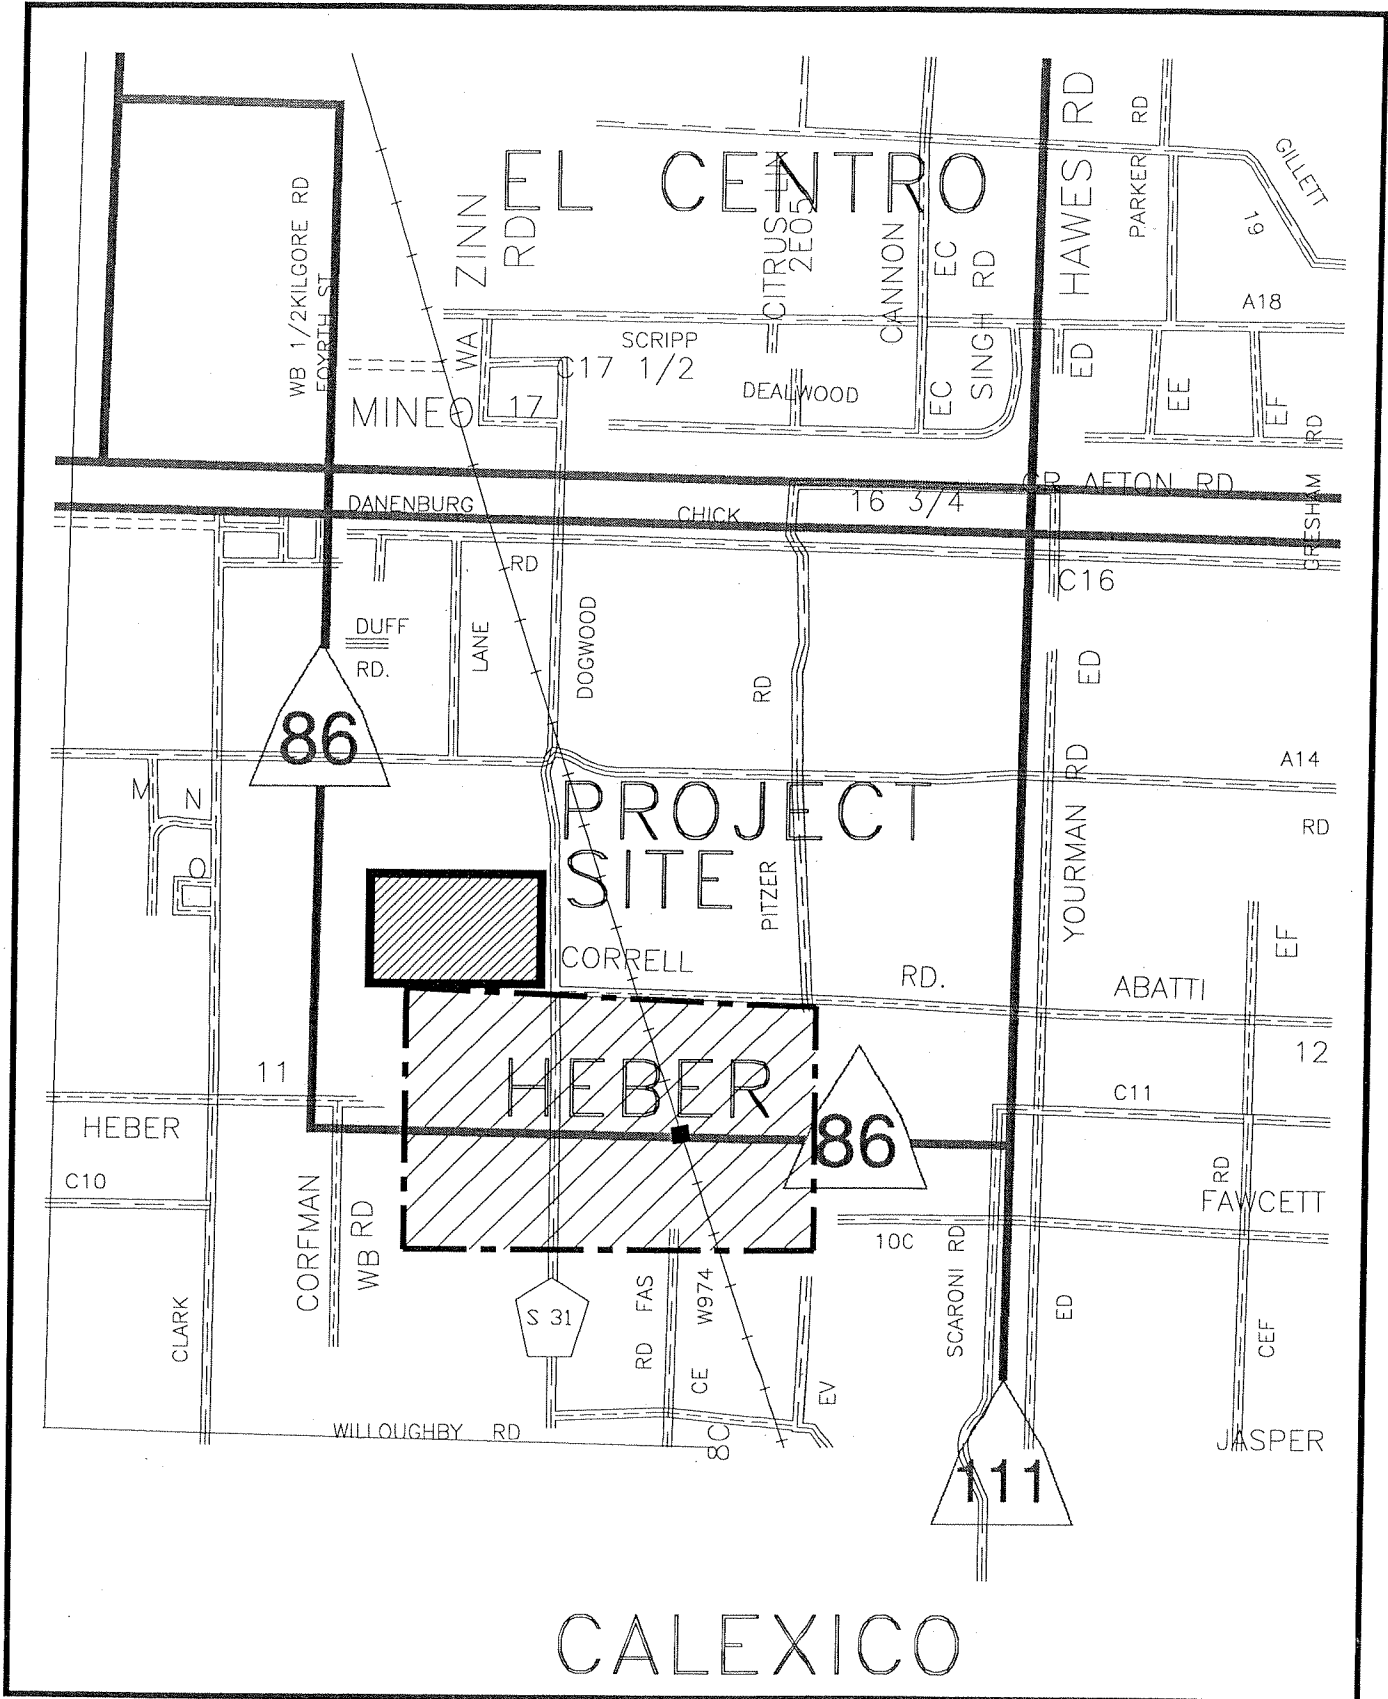 EL CENTRO
HAWES RD
PARKER RD
GILLETT
19
ZINN
RD
CITRUS LN
2E05
CANNON
EC
EC
SINGH RD
WB 1/2KILGORE RD
FOYRTH ST
A18
WA
SCRIPP
C17 1/2
DEALWOOD
ED
EE
EF
MINEO
17
GRESHAM RD
AFTON RD
16 3/4
DANENBURG
CHICK
RD
C16
DUFF
RD.
LANE
DOGWOOD
RD
ED
86
A14
M
N
O
PROJECT
SITE
PITZER
RD
YOURMAN
RD
CORRELL
RD.
ABATTI
EF
12
11
HEBER
HEBER
C11
86
C10
CORFMAN
WB RD
RD
FAWCETT
10C
SCARONI RD
ED
CLARK
S 31
RD FAS
CE W974
EV
CEF
WILLOUGHBY RD
8C
JASPER
111
CALEXICO